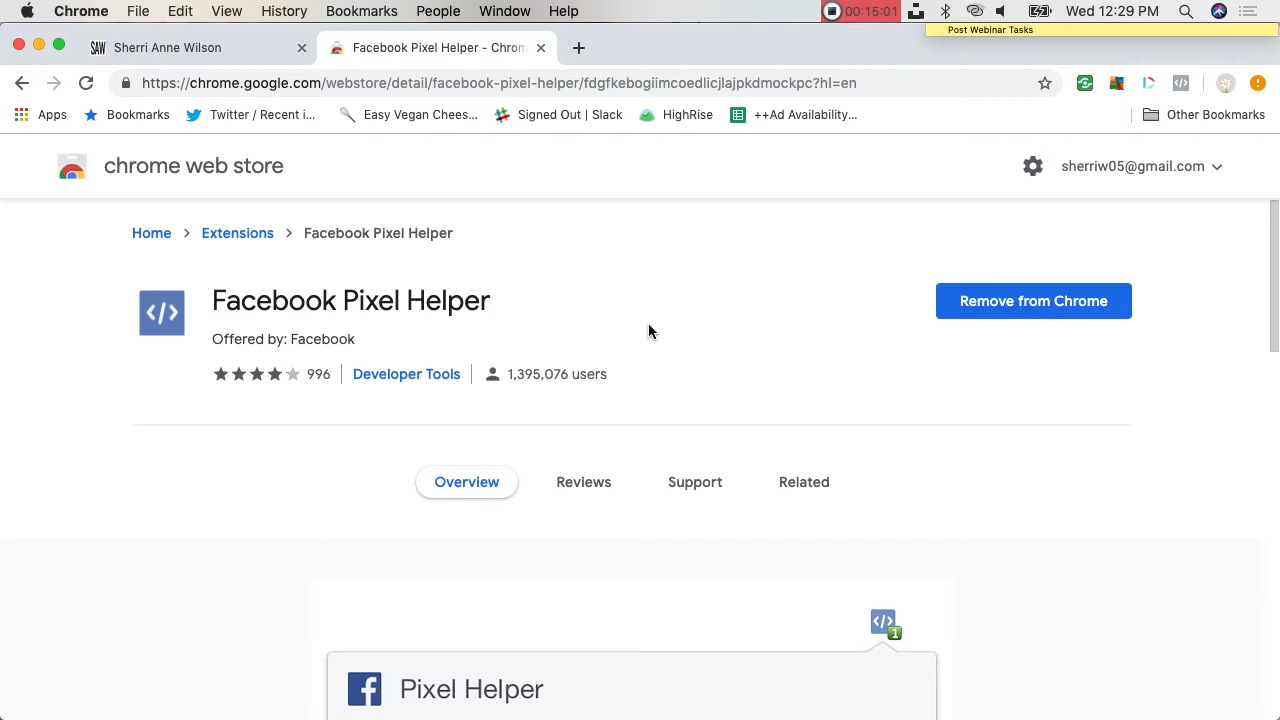 Chrome File Edit View History Bookmarks People Window Help 00:15:01 Wed 12:29 PM
Post Webinar Tasks
SAW Sherri Anne Wilson Facebook Pixel Helper - Chrom
https://chrome.google.com/webstore/detail/facebook-pixel-helper/fdgfkebogiimcoedlicjlajpkdmockpc?hl=en
Apps Bookmarks Twitter / Recent i... Easy Vegan Chees... Signed Out | Slack HighRise ++Ad Availability... Other Bookmarks
chrome web store sherriw05@gmail.com
Home > Extensions > Facebook Pixel Helper
Facebook Pixel Helper
Remove from Chrome
Offered by: Facebook
996 Developer Tools 1,395,076 users
Overview Reviews Support Related
</> 1
Pixel Helper